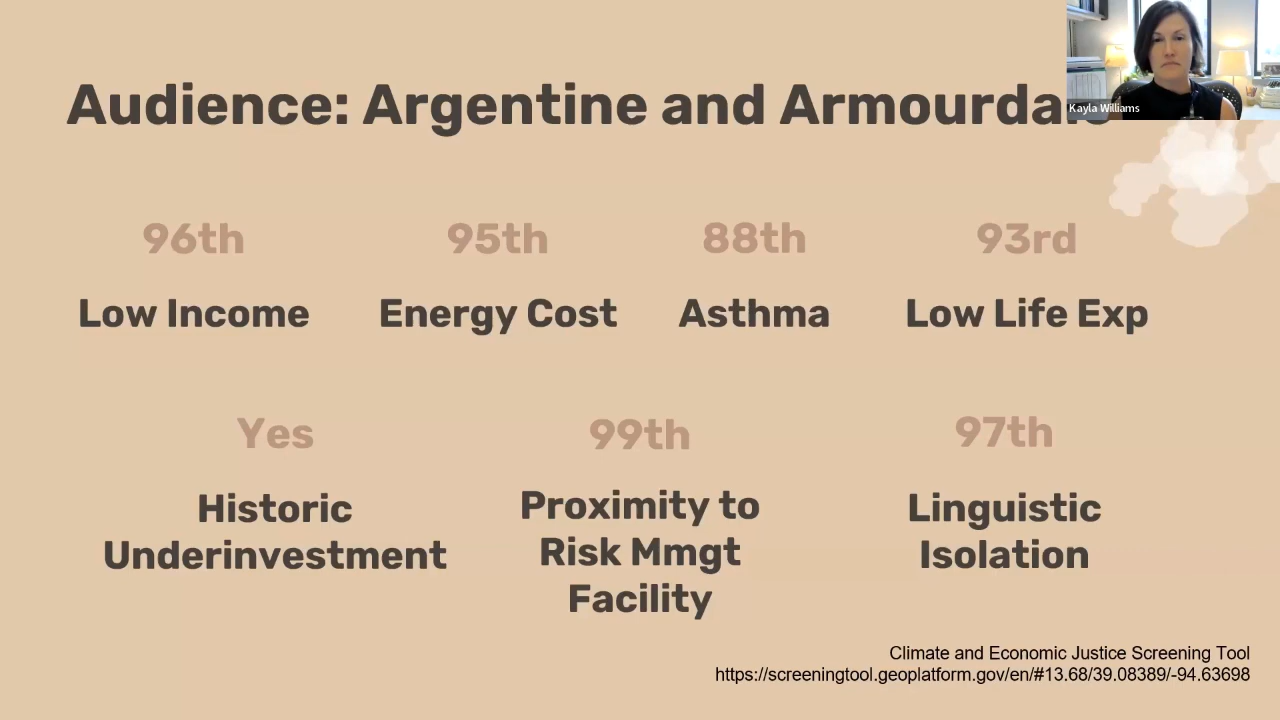 Audience: Argentine and Armourdale
Kayla Williams
96th
95th
88th
93rd
Low Income
Energy Cost
Asthma
Low Life Exp
Yes
99th
97th
Historic
Underinvestment
Proximity to
Risk Mmgt
Facility
Linguistic
Isolation
Climate and Economic Justice Screening Tool
https://screeningtool.geoplatform.gov/en/#13.68/39.08389/-94.63698